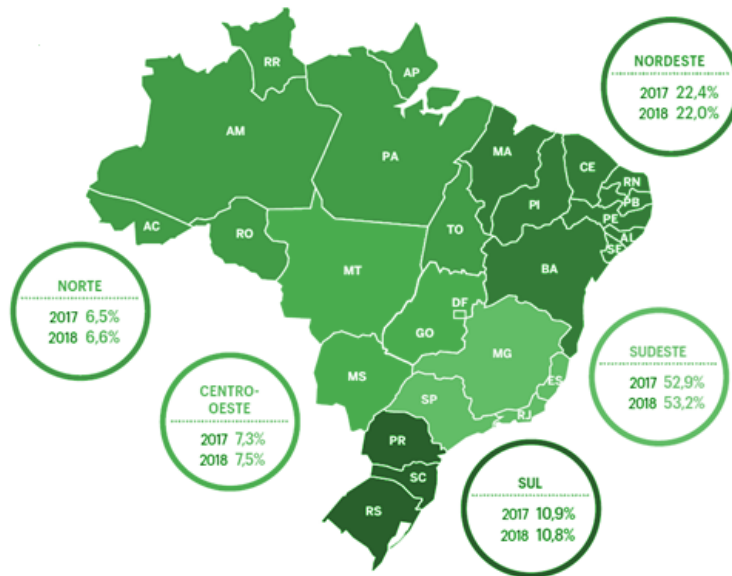 NORDESTE
2017 22,4%
2018 22,0%
RR
AP
AM
PA
MA
CE
RN
PB
PI
PE
AL
SE
AC
RO
TO
BA
MT
DF
GO
NORTE
2017 6,5%
2018 6,6%
MG
ES
MS
SP
RJ
SUDESTE
2017 52,9%
2018 53,2%
CENTRO-
OESTE
2017 7,3%
2018 7,5%
PR
SC
RS
SUL
2017 10,9%
2018 10,8%